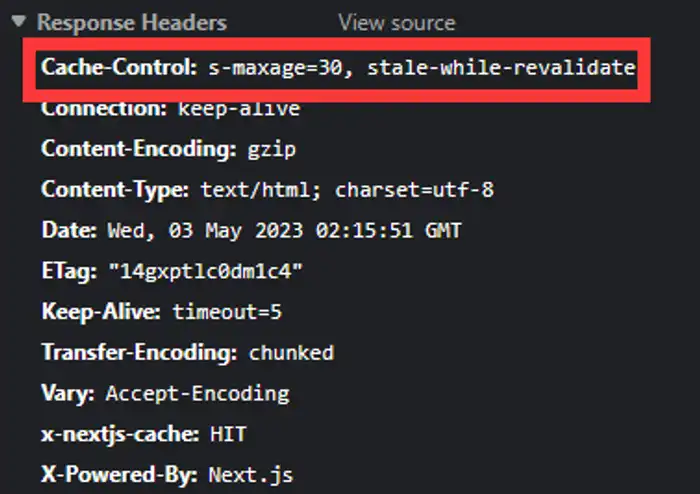 Response Headers View source
Cache-Control: s-maxage=30, stale-while-revalidate
Connection: keep-alive
Content-Encoding: gzip
Content-Type: text/html; charset=utf-8
Date: Wed, 03 May 2023 02:15:51 GMT
ETag: "14gxptlc0dm1c4"
Keep-Alive: timeout=5
Transfer-Encoding: chunked
Vary: Accept-Encoding
x-nextjs-cache: HIT
X-Powered-By: Next.js